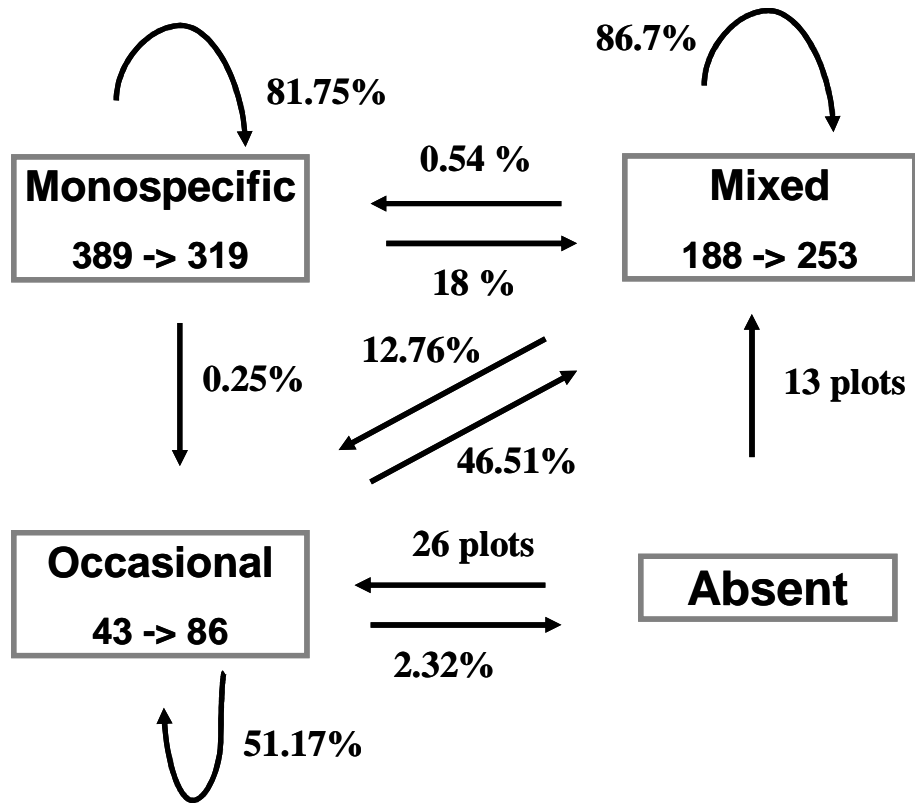 86.7%
81.75%
Monospecific
389 -> 319
0.54 %
18 %
Mixed
188 -> 253
0.25%
12.76%
46.51%
13 plots
Occasional
43 -> 86
26 plots
2.32%
Absent
51.17%